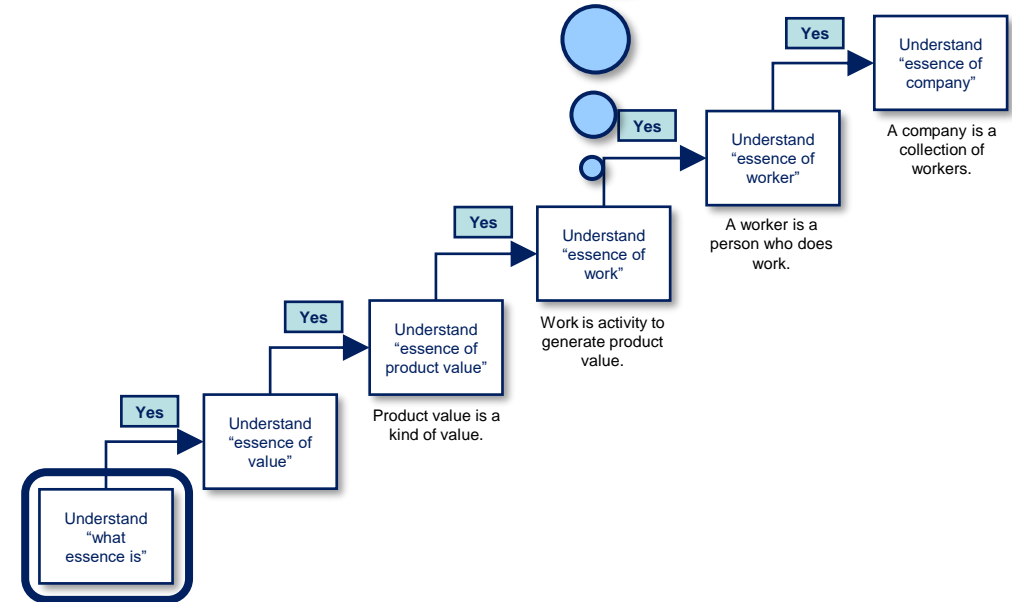 Yes
Understand
“essence of
company”
A company is a
collection of
workers.
Yes
Understand
“essence of
worker”
A worker is a
person who does
work.
Yes
Understand
“essence of
work”
Work is activity to
generate product
value.
Yes
Understand
“essence of
product value”
Product value is a
kind of value.
Yes
Understand
“essence of
value”
Understand
“what
essence is”